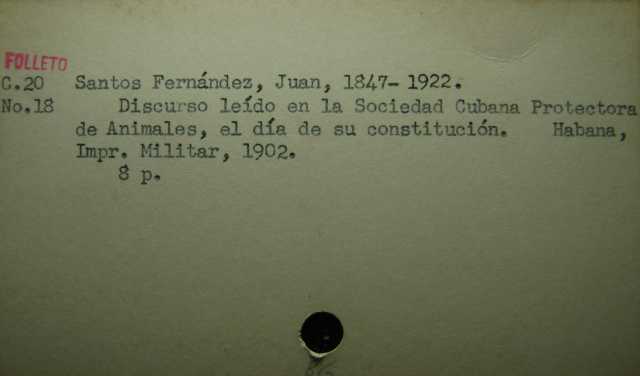 FOLLETO
C.20 Santos Fernández, Juan, 1847-1922.
No.18 Discurso leído en la Sociedad Cubana Protectora
de Animales, el día de su constitución. Habana,
Impr. Militar, 1902.
8 p.